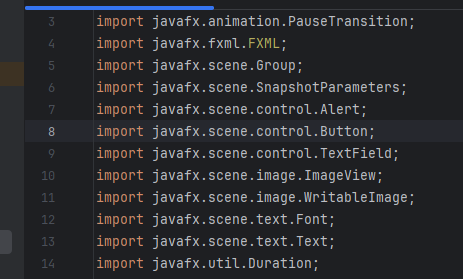 3 import javafx.animation.PauseTransition;
4 import javafx.fxml.FXML;
5 import javafx.scene.Group;
6 import javafx.scene.SnapshotParameters;
7 import javafx.scene.control.Alert;
8 import javafx.scene.control.Button;
9 import javafx.scene.control.TextField;
10 import javafx.scene.image.ImageView;
11 import javafx.scene.image.WritableImage;
12 import javafx.scene.text.Font;
13 import javafx.scene.text.Text;
14 import javafx.util.Duration;